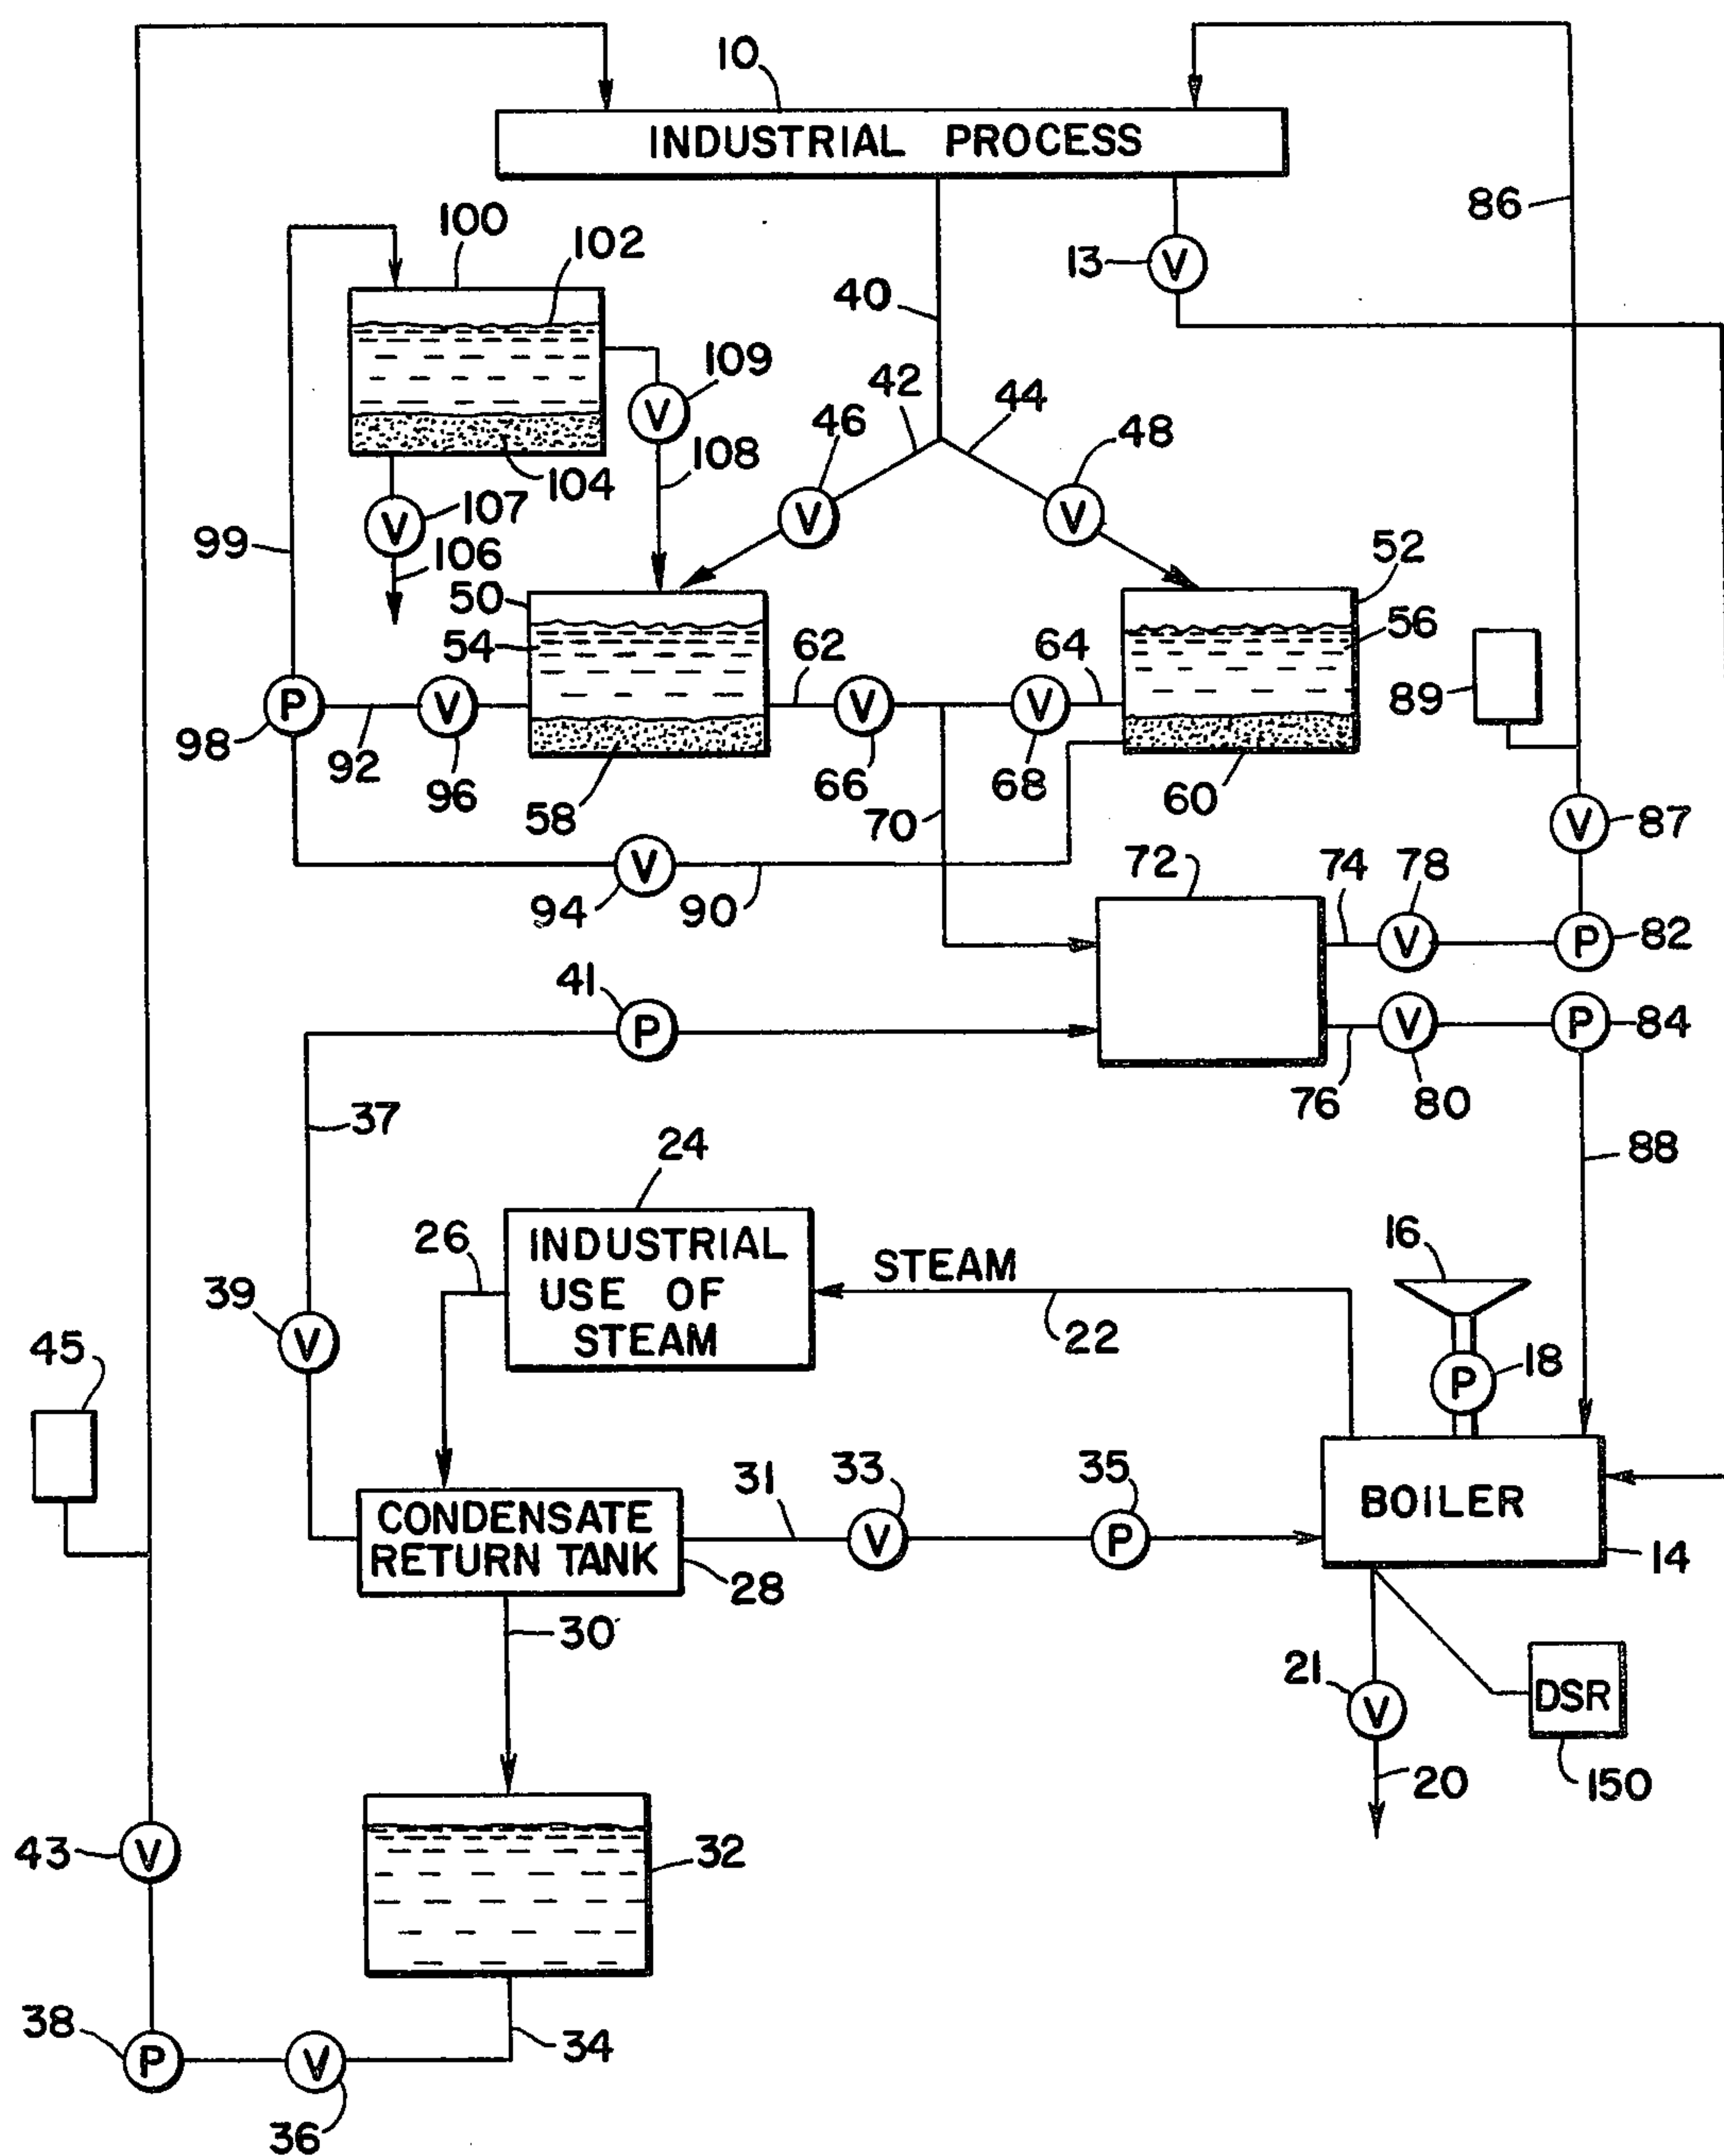 10
INDUSTRIAL PROCESS
86
100
102
13
V
40
109
V
42
44
46
48
108
V
V
104
107
V
99
106
52
50
54
56
62
64
89
P
V
V
V
98
92
96
66
68
58
60
70
V
87
V
94
90
72
74
78
V
P
82
41
P
V
P
84
76
80
37
88
24
26
INDUSTRIAL
USE OF
STEAM
STEAM
22
16
39
V
45
P
18
31
33
35
CONDENSATE
RETURN TANK
V
P
BOILER
14
28
30
21
V
DSR
20
150
43
V
32
38
P
V
34
36